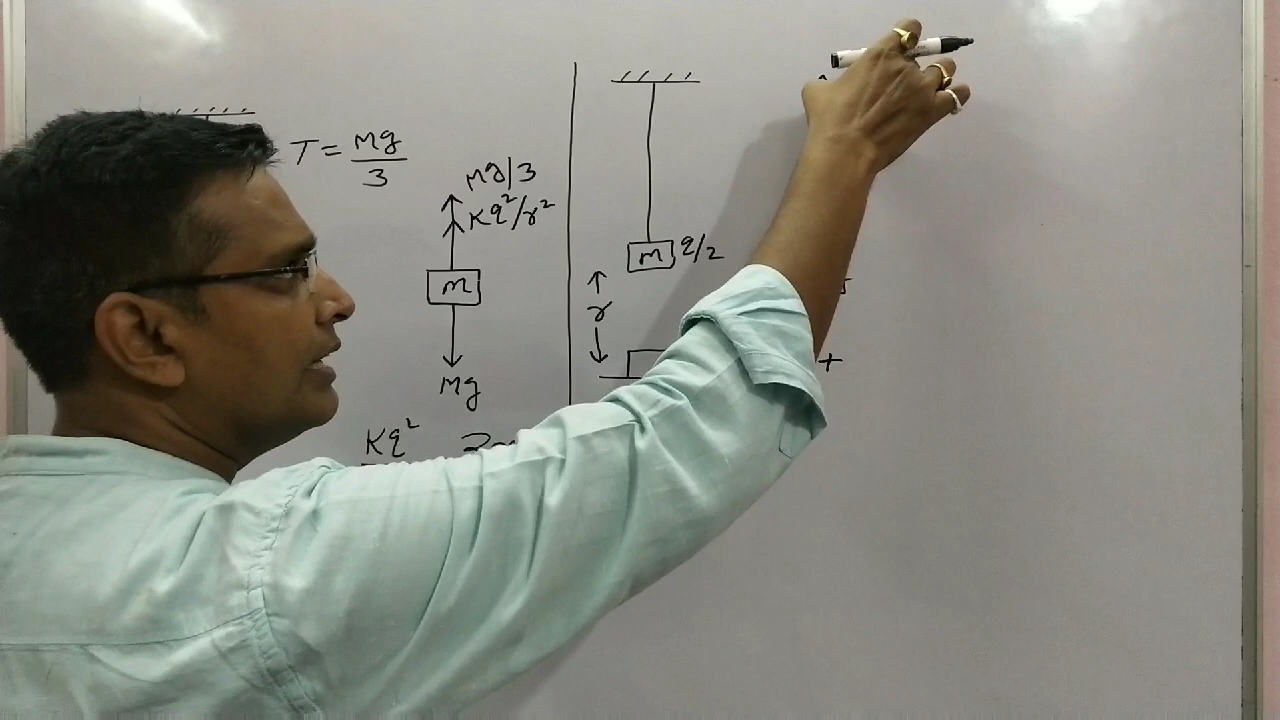 T = Mg/3
Mg/3
Kq²/r²
m
Mg
Kq²
m q/2
r
+